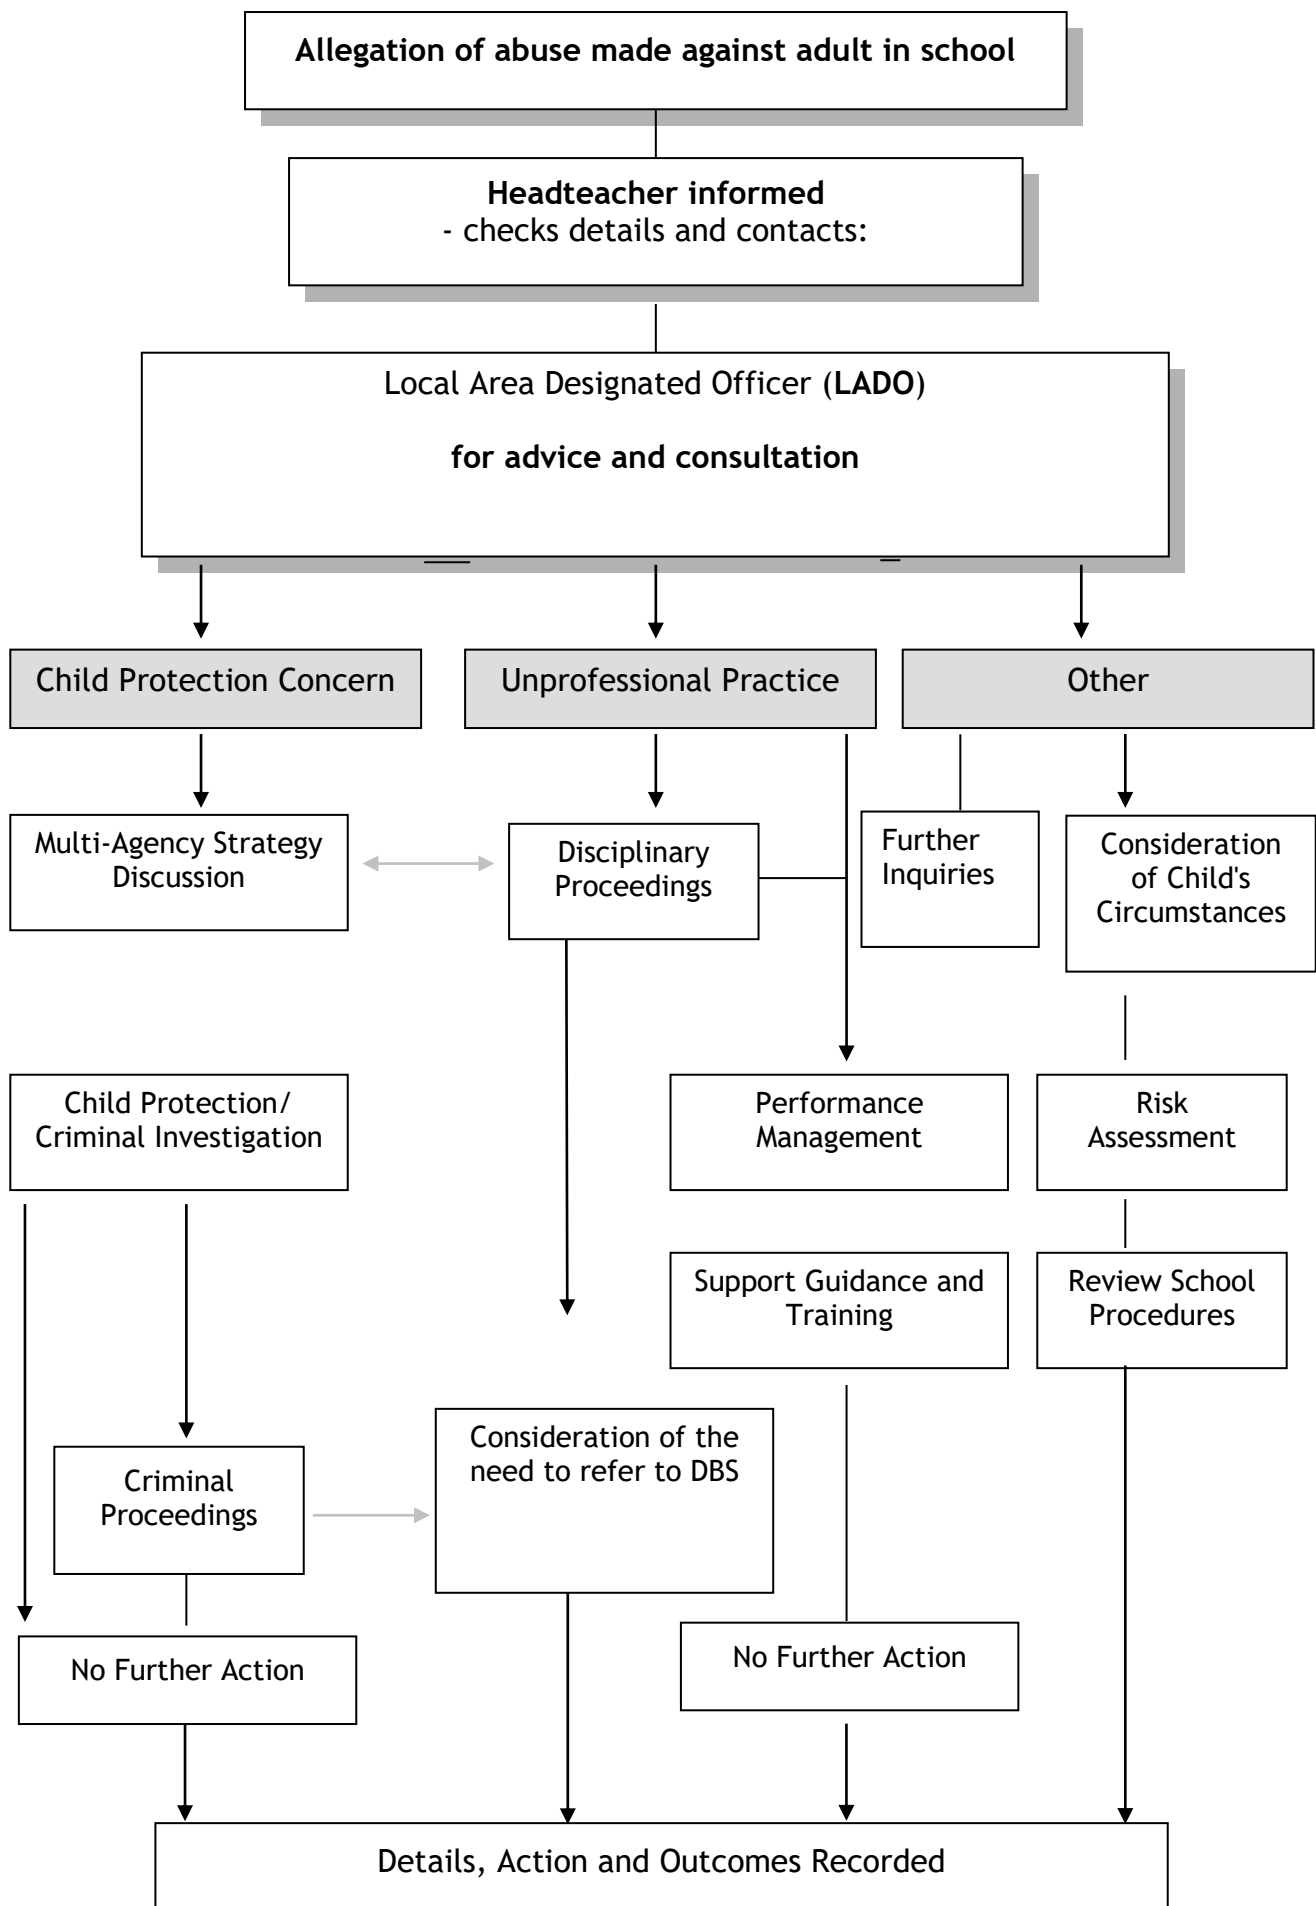 Allegation of abuse made against adult in school
Headteacher informed
- checks details and contacts:
Local Area Designated Officer (LADO)
for advice and consultation
Child Protection Concern
Unprofessional Practice
Other
Multi-Agency Strategy
Discussion
Disciplinary
Proceedings
Further
Inquiries
Consideration
of Child's
Circumstances
Child Protection/
Criminal Investigation
Performance
Management
Risk
Assessment
Support Guidance and
Training
Review School
Procedures
Criminal
Proceedings
Consideration of the
need to refer to DBS
No Further Action
No Further Action
Details, Action and Outcomes Recorded